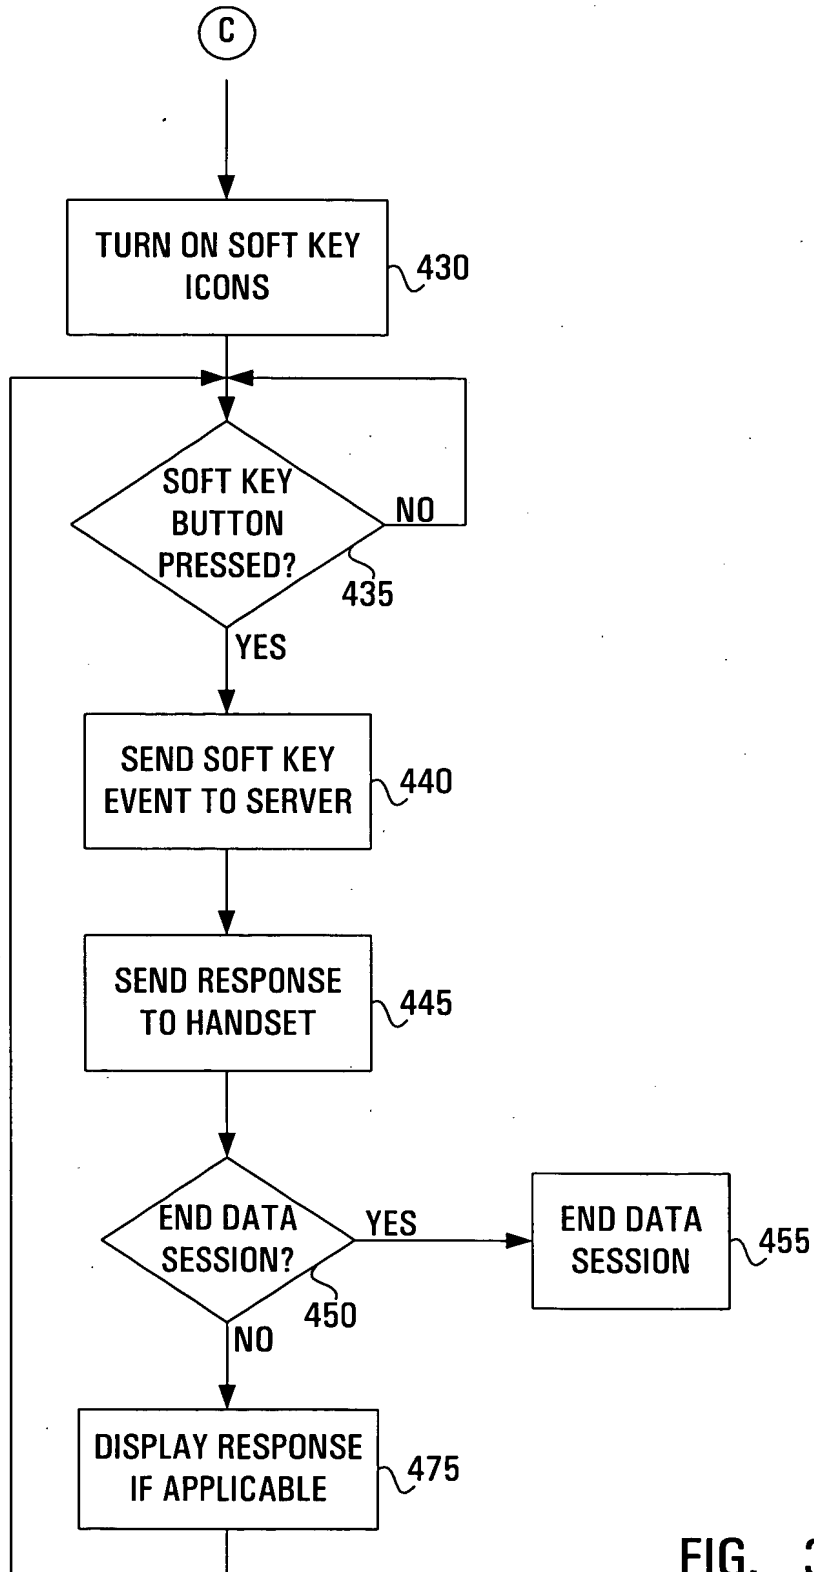 C
TURN ON SOFT KEY
ICONS
430
SOFT KEY
BUTTON
PRESSED?
NO
435
YES
SEND SOFT KEY
EVENT TO SERVER
440
SEND RESPONSE
TO HANDSET
445
END DATA
SESSION?
YES
450
END DATA
SESSION
455
NO
DISPLAY RESPONSE
IF APPLICABLE
475
FIG.